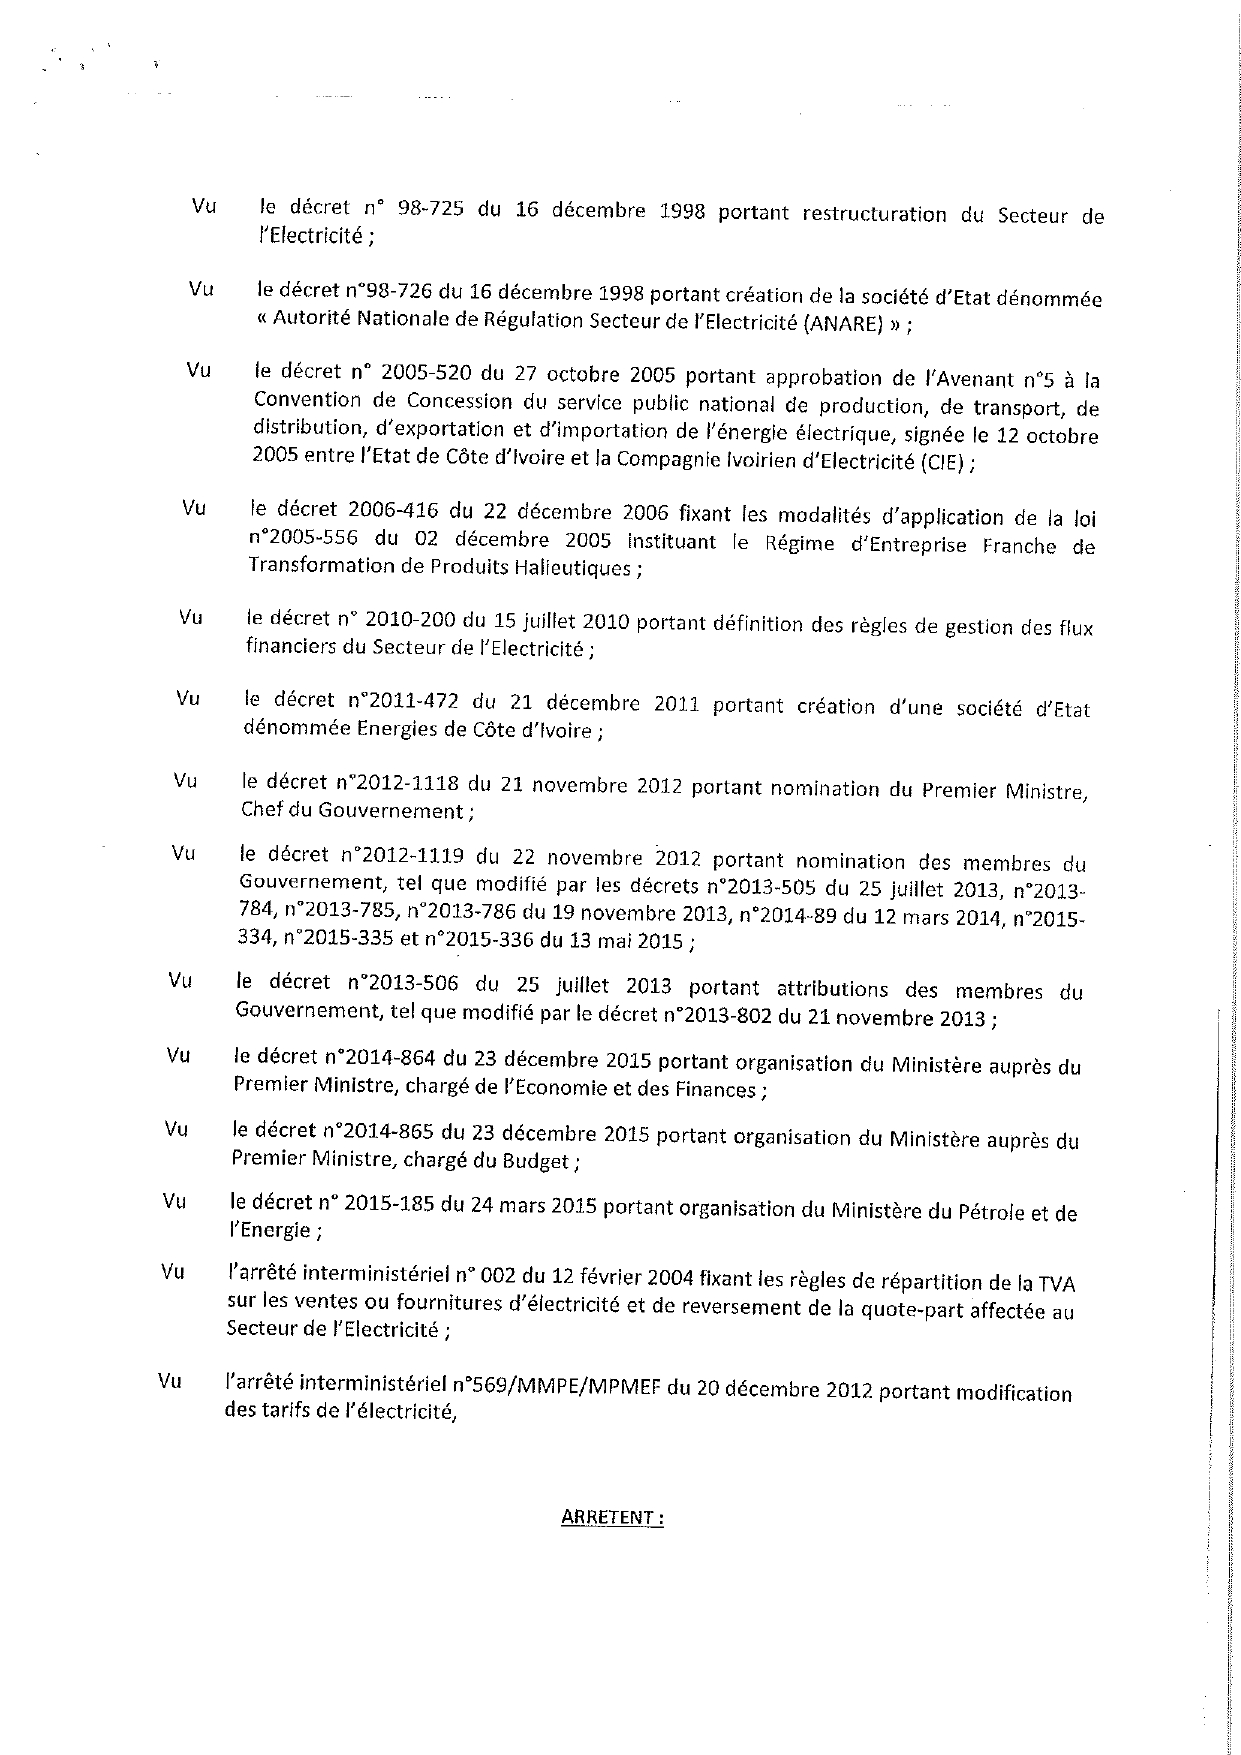 Vu le décret n° 98-725 du 16 décembre 1998 portant restructuration du Secteur de
l'Electricité ;
Vu le décret n°98-726 du 16 décembre 1998 portant création de la société d'Etat dénommée
« Autorité Nationale de Régulation Secteur de l'Electricité (ANARE) » ;
Vu le décret n° 2005-520 du 27 octobre 2005 portant approbation de l'Avenant n°5 à la
Convention de Concession du service public national de production, de transport, de
distribution, d'exportation et d'importation de l'énergie électrique, signée le 12 octobre
2005 entre l'Etat de Côte d'Ivoire et la Compagnie Ivoirien d'Electricité (CIE) ;
Vu le décret 2006-416 du 22 décembre 2006 fixant les modalités d'application de la loi
n°2005-556 du 02 décembre 2005 instituant le Régime d'Entreprise Franche de
Transformation de Produits Halieutiques ;
Vu le décret n° 2010-200 du 15 juillet 2010 portant définition des règles de gestion des flux
financiers du Secteur de l'Electricité ;
Vu le décret n°2011-472 du 21 décembre 2011 portant création d'une société d'Etat
dénommée Energies de Côte d'Ivoire ;
Vu le décret n°2012-1118 du 21 novembre 2012 portant nomination du Premier Ministre,
Chef du Gouvernement ;
Vu le décret n°2012-1119 du 22 novembre 2012 portant nomination des membres du
Gouvernement, tel que modifié par les décrets n°2013-505 du 25 juillet 2013, n°2013-
784, n°2013-785, n°2013-786 du 19 novembre 2013, n°2014-89 du 12 mars 2014, n°2015-
334, n°2015-335 et n°2015-336 du 13 mai 2015 ;
Vu le décret n°2013-506 du 25 juillet 2013 portant attributions des membres du
Gouvernement, tel que modifié par le décret n°2013-802 du 21 novembre 2013 ;
Vu le décret n°2014-864 du 23 décembre 2015 portant organisation du Ministère auprès du
Premier Ministre, chargé de l'Economie et des Finances ;
Vu le décret n°2014-865 du 23 décembre 2015 portant organisation du Ministère auprès du
Premier Ministre, chargé du Budget ;
Vu le décret n° 2015-185 du 24 mars 2015 portant organisation du Ministère du Pétrole et de
l'Energie ;
Vu l'arrêté interministériel n° 002 du 12 février 2004 fixant les règles de répartition de la TVA
sur les ventes ou fournitures d'électricité et de reversement de la quote-part affectée au
Secteur de l'Electricité ;
Vu l'arrêté interministériel n°569/MMPE/MPMEF du 20 décembre 2012 portant modification
des tarifs de l'électricité,
ARRETENT :